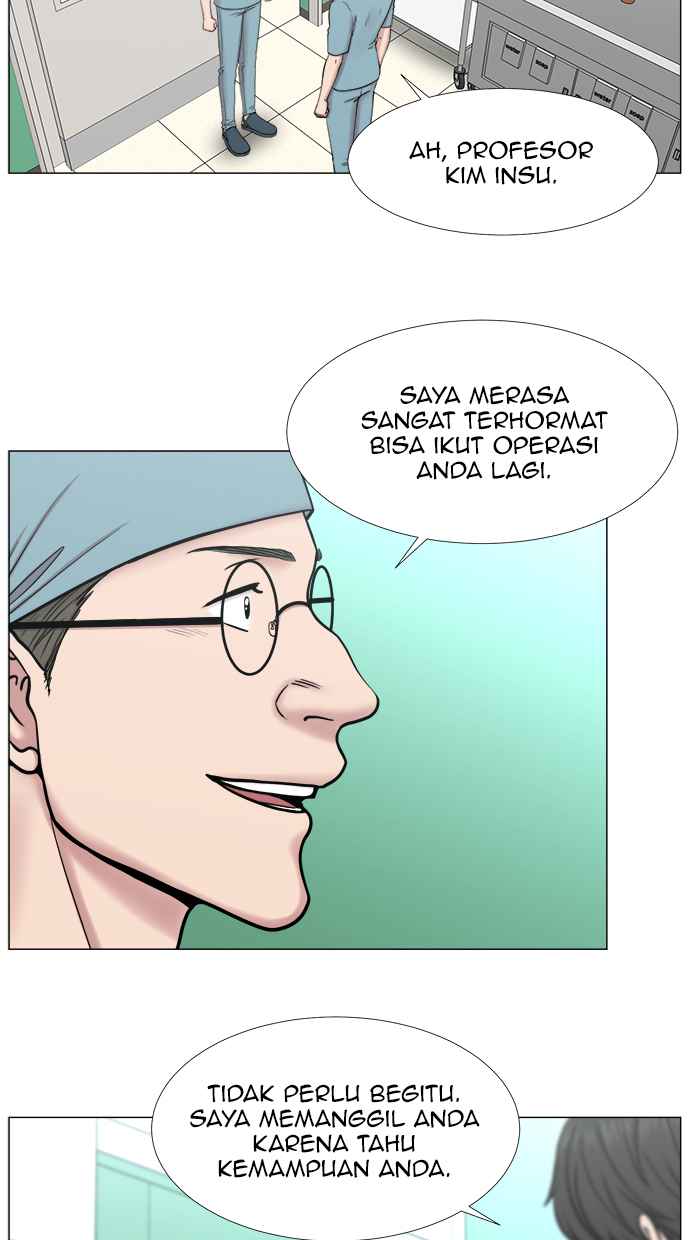 AH, PROFESOR
KIM INSU.
SAYA MERASA
SANGAT TERHORMAT
BISA IKUT OPERASI
ANDA LAGI.
TIDAK PERLU BEGITU.
SAYA MEMANGGIL ANDA
KARENA TAHU
KEMAMPUAN ANDA.